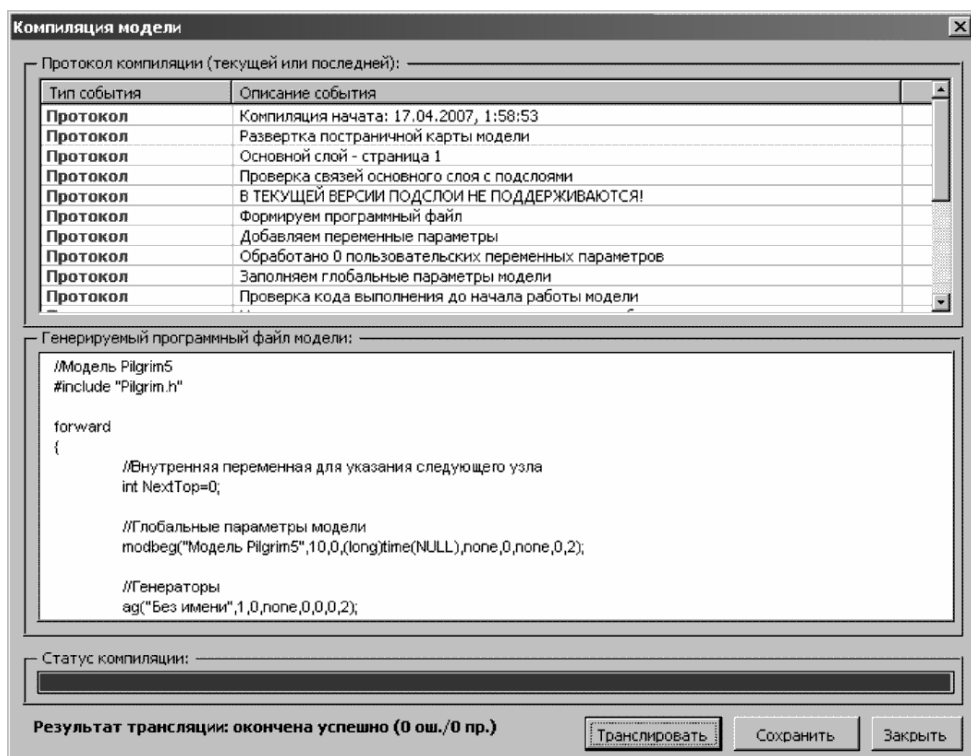 Компиляция модели
Протокол компиляции (текущей или последней):
Тип события Описание события
Протокол Компиляция начата: 17.04.2007, 1:58:53
Протокол Развертка постраничной карты модели
Протокол Основной слой - страница 1
Протокол Проверка связей основного слоя с подслоями
Протокол В ТЕКУЩЕЙ ВЕРСИИ ПОДСЛОИ НЕ ПОДДЕРЖИВАЮТСЯ!
Протокол Формируем программный файл
Протокол Добавляем переменные параметры
Протокол Обработано 0 пользовательских переменных параметров
Протокол Заполняем глобальные параметры модели
Протокол Проверка кода выполнения до начала работы модели
Генерируемый программный файл модели:
//Модель Pilgrim5
#include "Pilgrim.h"
forward
{
//Внутренняя переменная для указания следующего узла
int NextTop=0;
//Глобальные параметры модели
modbeg("Модель Pilgrim5",10,0,(long)time(NULL),none,0,none,0,2);
//Генераторы
ag("Без имени",1,0,none,0,0,0,2);
Статус компиляции:
Результат трансляции: окончена успешно (0 ош./0 пр.)
Транслировать Сохранить Закрыть